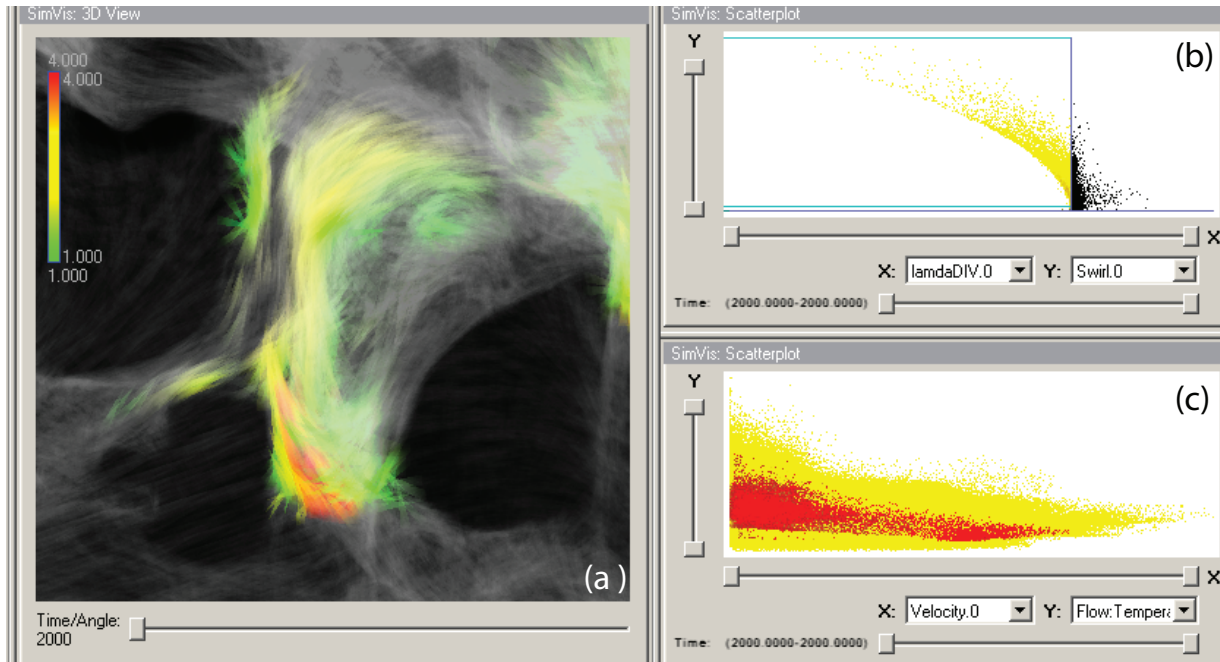 SimVis: 3D View
4.000
4.000
1.000
1.000
(a )
Time/Angle:
2000
SimVis: Scatterplot
Y
(b)
X
X: lamdaDIV.0 Y: Swirl.0
Time: (2000.0000-2000.0000)
SimVis: Scatterplot
Y
(c)
X
X: Velocity.0 Y: Flow:Tempera
Time: (2000.0000-2000.0000)